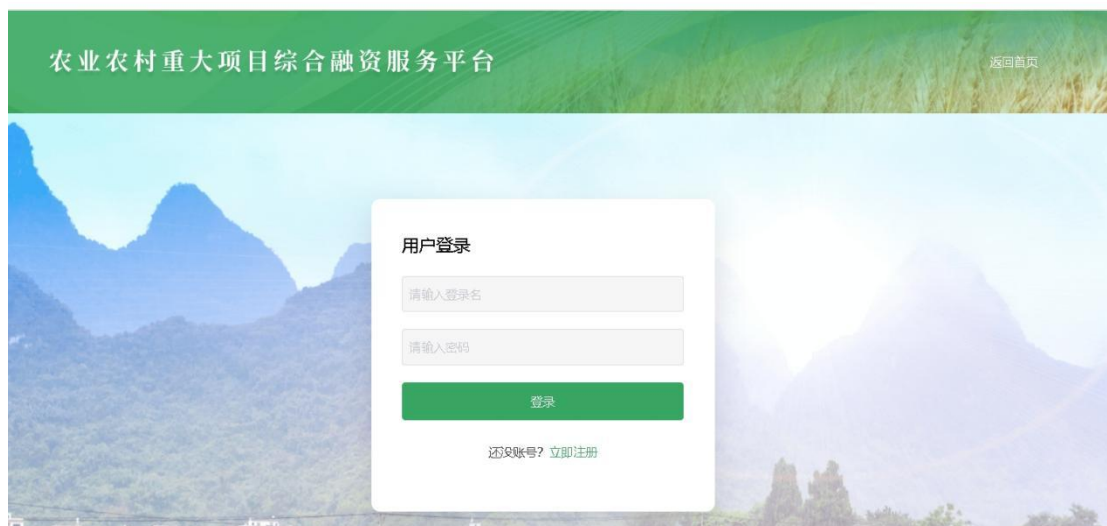 农业农村重大项目综合融资服务平台
返回首页
用户登录
请输入登录名
请输入密码
登录
还没账号? 立即注册